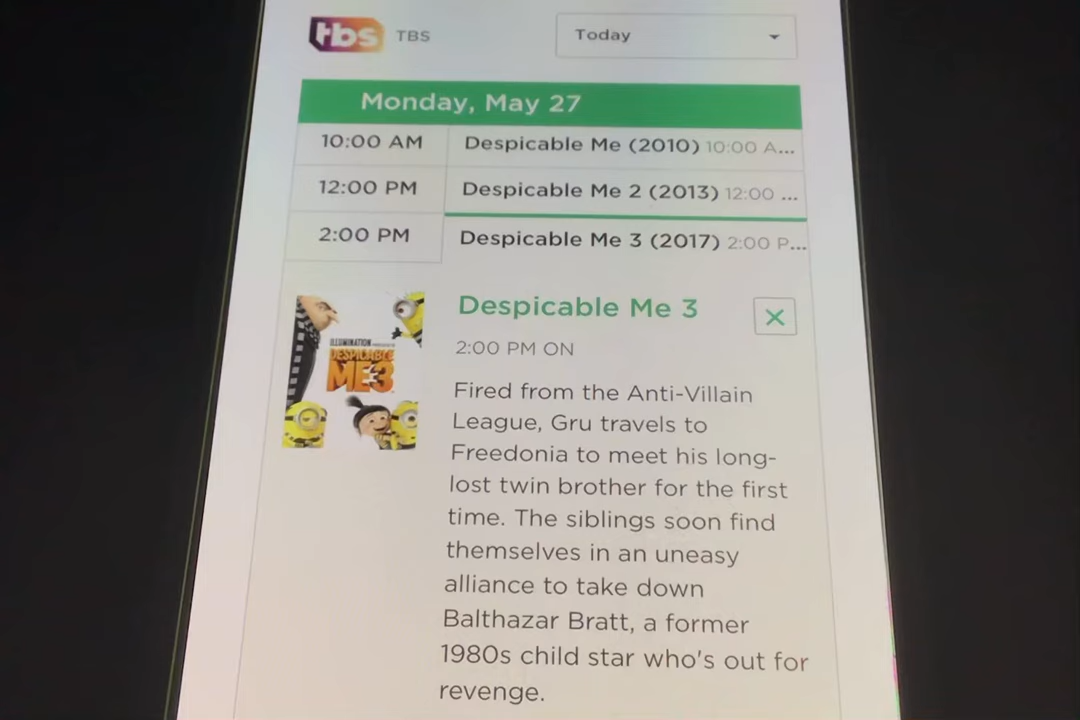 tbs TBS
Today
Monday, May 27
10:00 AM Despicable Me (2010) 10:00 A...
12:00 PM Despicable Me 2 (2013) 12:00 ...
2:00 PM Despicable Me 3 (2017) 2:00 P...
Despicable Me 3
2:00 PM ON
ILLUMINATION
DESPICABLE
ME3
Fired from the Anti-Villain
League, Gru travels to
Freedonia to meet his long-
lost twin brother for the first
time. The siblings soon find
themselves in an uneasy
alliance to take down
Balthazar Bratt, a former
1980s child star who's out for
revenge.